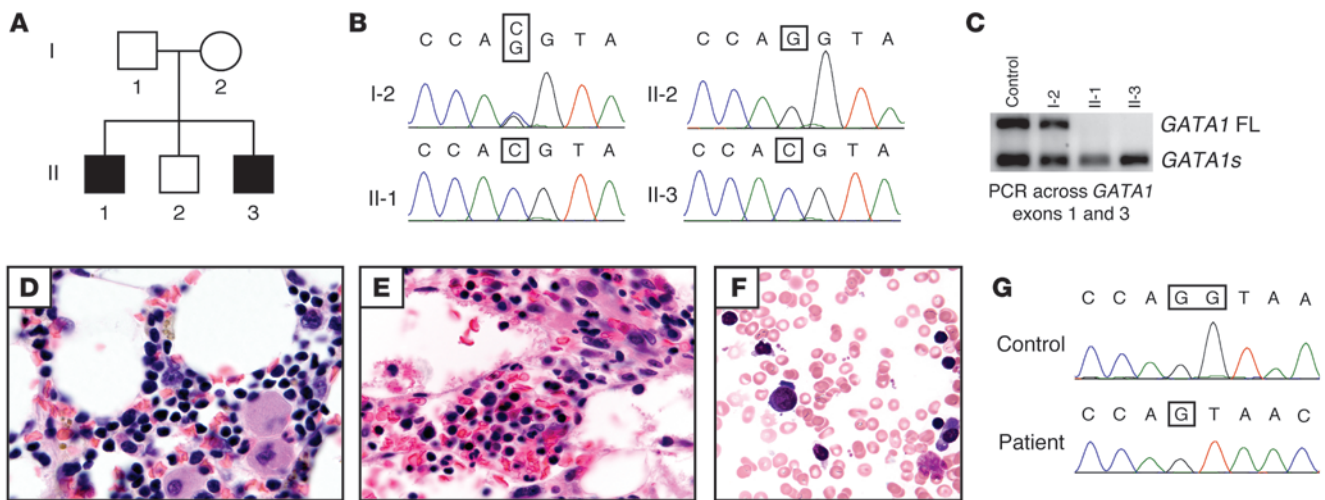 A
I
1 2
II
1 2 3
B
C C A C G G T A
I-2
C C A G G T A
II-2
C C A C G T A
II-1
C C A C G T A
II-3
C
Control I-2 II-1 II-3
GATA1 FL
GATA1s
PCR across GATA1
exons 1 and 3
D
E
F
G
C C A G G T A A
Control
C C A G T A A C
Patient